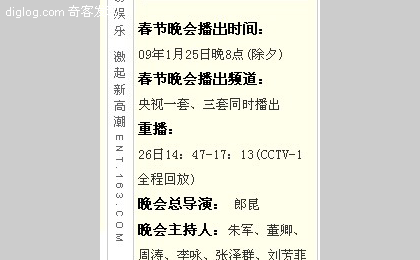 diglog.com 奇客发
娱乐 激起新高潮 ENT.163.COM
春节晚会播出时间：
09年1月25日晚8点(除夕)
春节晚会播出频道：
央视一套、三套同时播出
重播：
26日14：47-17：13(CCTV-1
全程回放)
晚会总导演： 郎昆
晚会主持人：朱军、董卿、
周涛、李咏、张泽群、刘芳菲